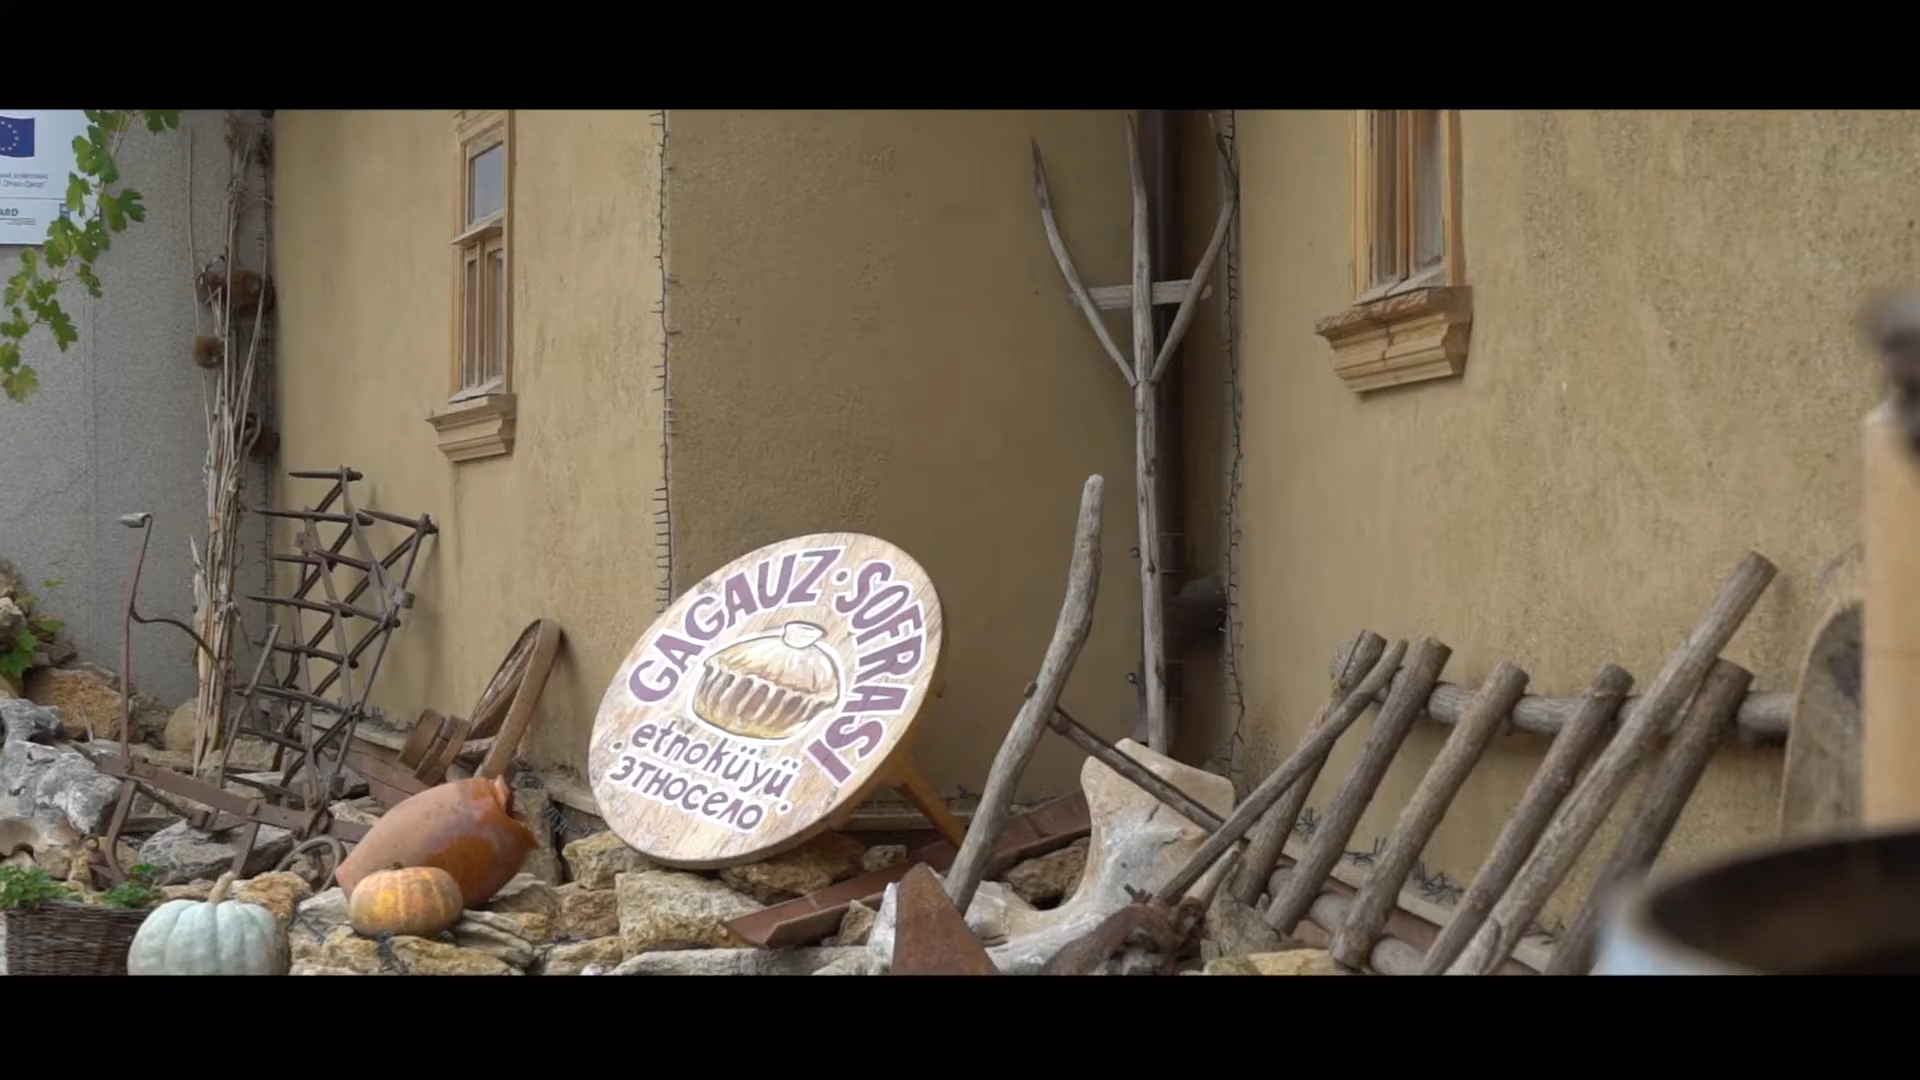 GAGAUZ · SOFRASI
etnoküyü
· ЭТНОСЕЛО ·